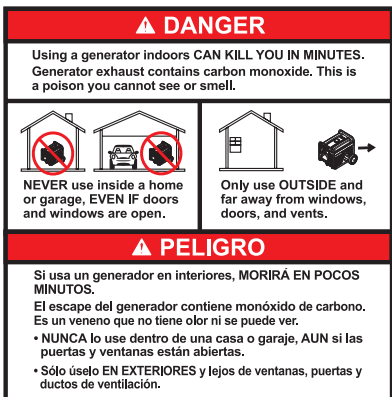 DANGER
Using a generator indoors CAN KILL YOU IN MINUTES.
Generator exhaust contains carbon monoxide. This is
a poison you cannot see or smell.
NEVER use inside a home
or garage, EVEN IF doors
and windows are open.
Only use OUTSIDE and
far away from windows,
doors, and vents.
PELIGRO
Si usa un generador en interiores, MORIRÁ EN POCOS
MINUTOS.
El escape del generador contiene monóxido de carbono.
Es un veneno que no tiene olor ni se puede ver.
• NUNCA lo use dentro de una casa o garaje, AUN si las
puertas y ventanas están abiertas.
• Sólo úselo EN EXTERIORES y lejos de ventanas, puertas y
ductos de ventilación.